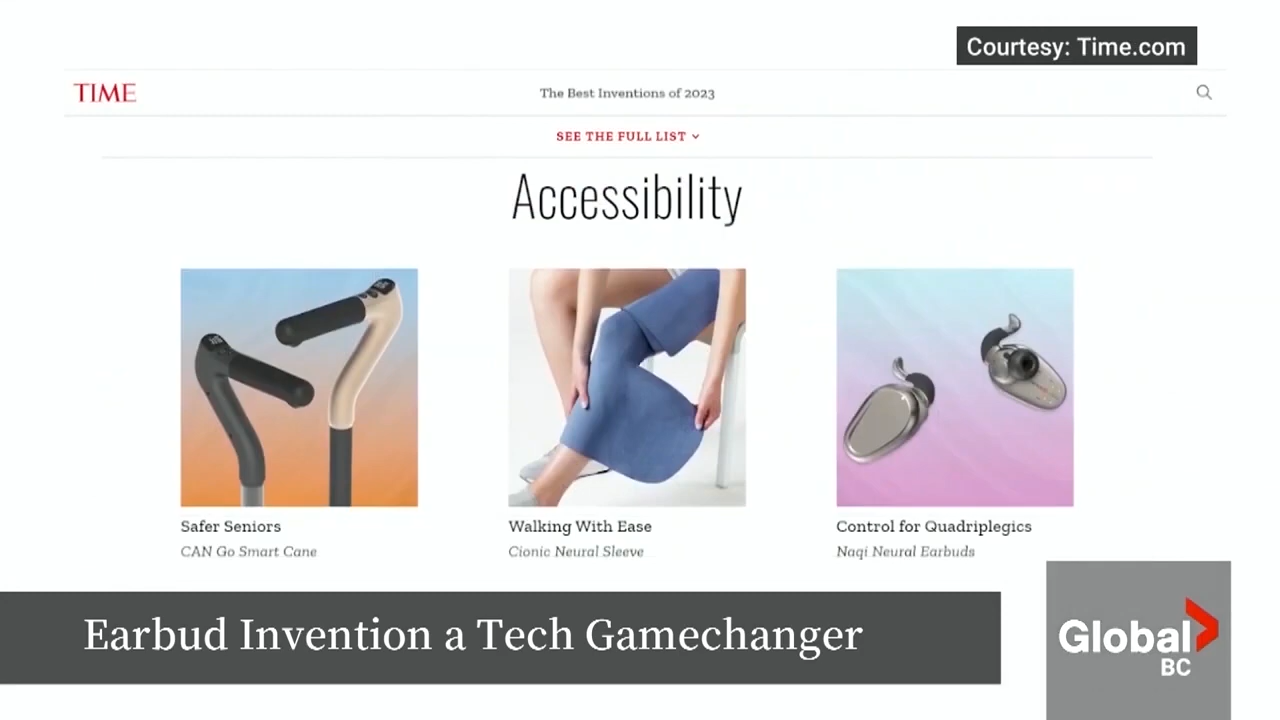 Courtesy: Time.com
TIME
The Best Inventions of 2023
SEE THE FULL LIST
Accessibility
Safer Seniors
CAN Go Smart Cane
Walking With Ease
Cionic Neural Sleeve
Control for Quadriplegics
Naqi Neural Earbuds
Earbud Invention a Tech Gamechanger
Global
BC